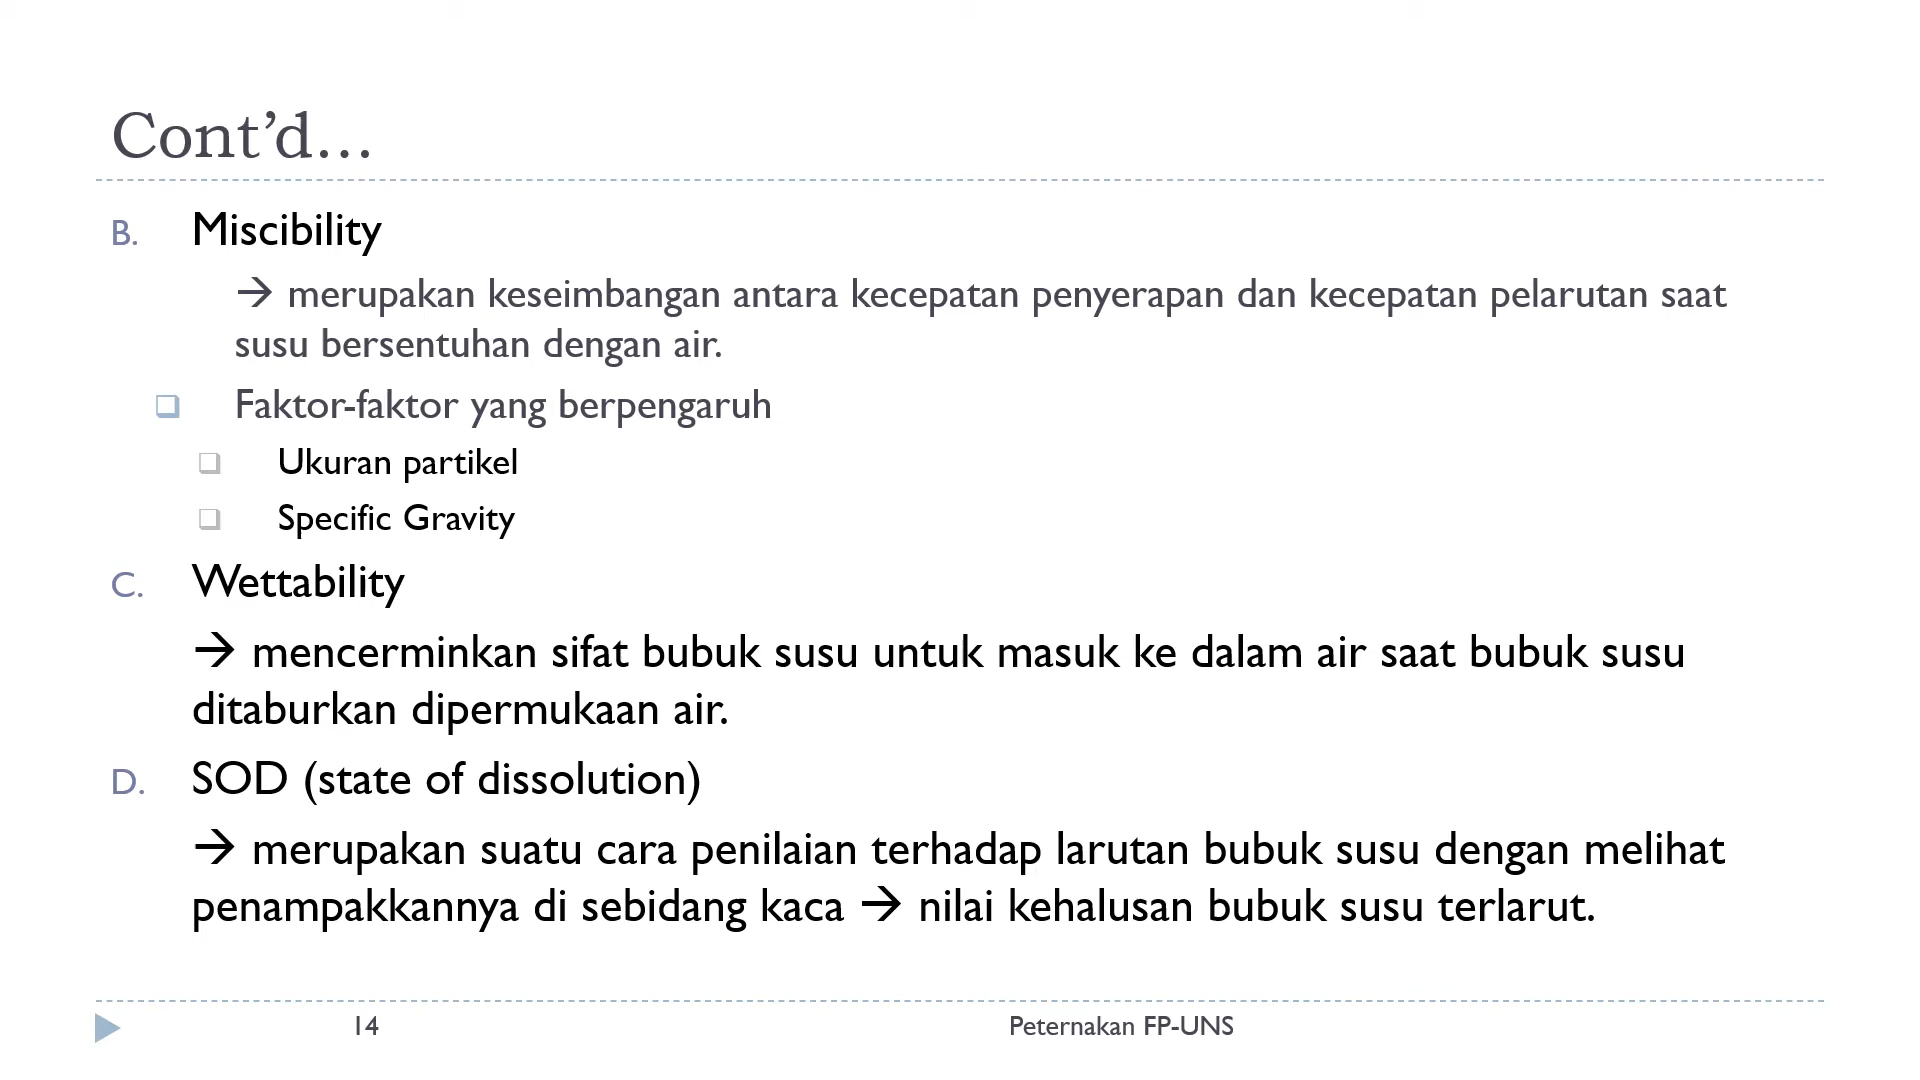 Cont’d…
B. Miscibility
→ merupakan keseimbangan antara kecepatan penyerapan dan kecepatan pelarutan saat
susu bersentuhan dengan air.
❑ Faktor-faktor yang berpengaruh
❑ Ukuran partikel
❑ Specific Gravity
C. Wettability
→ mencerminkan sifat bubuk susu untuk masuk ke dalam air saat bubuk susu
ditaburkan dipermukaan air.
D. SOD (state of dissolution)
→ merupakan suatu cara penilaian terhadap larutan bubuk susu dengan melihat
penampakkannya di sebidang kaca → nilai kehalusan bubuk susu terlarut.
14 Peternakan FP-UNS